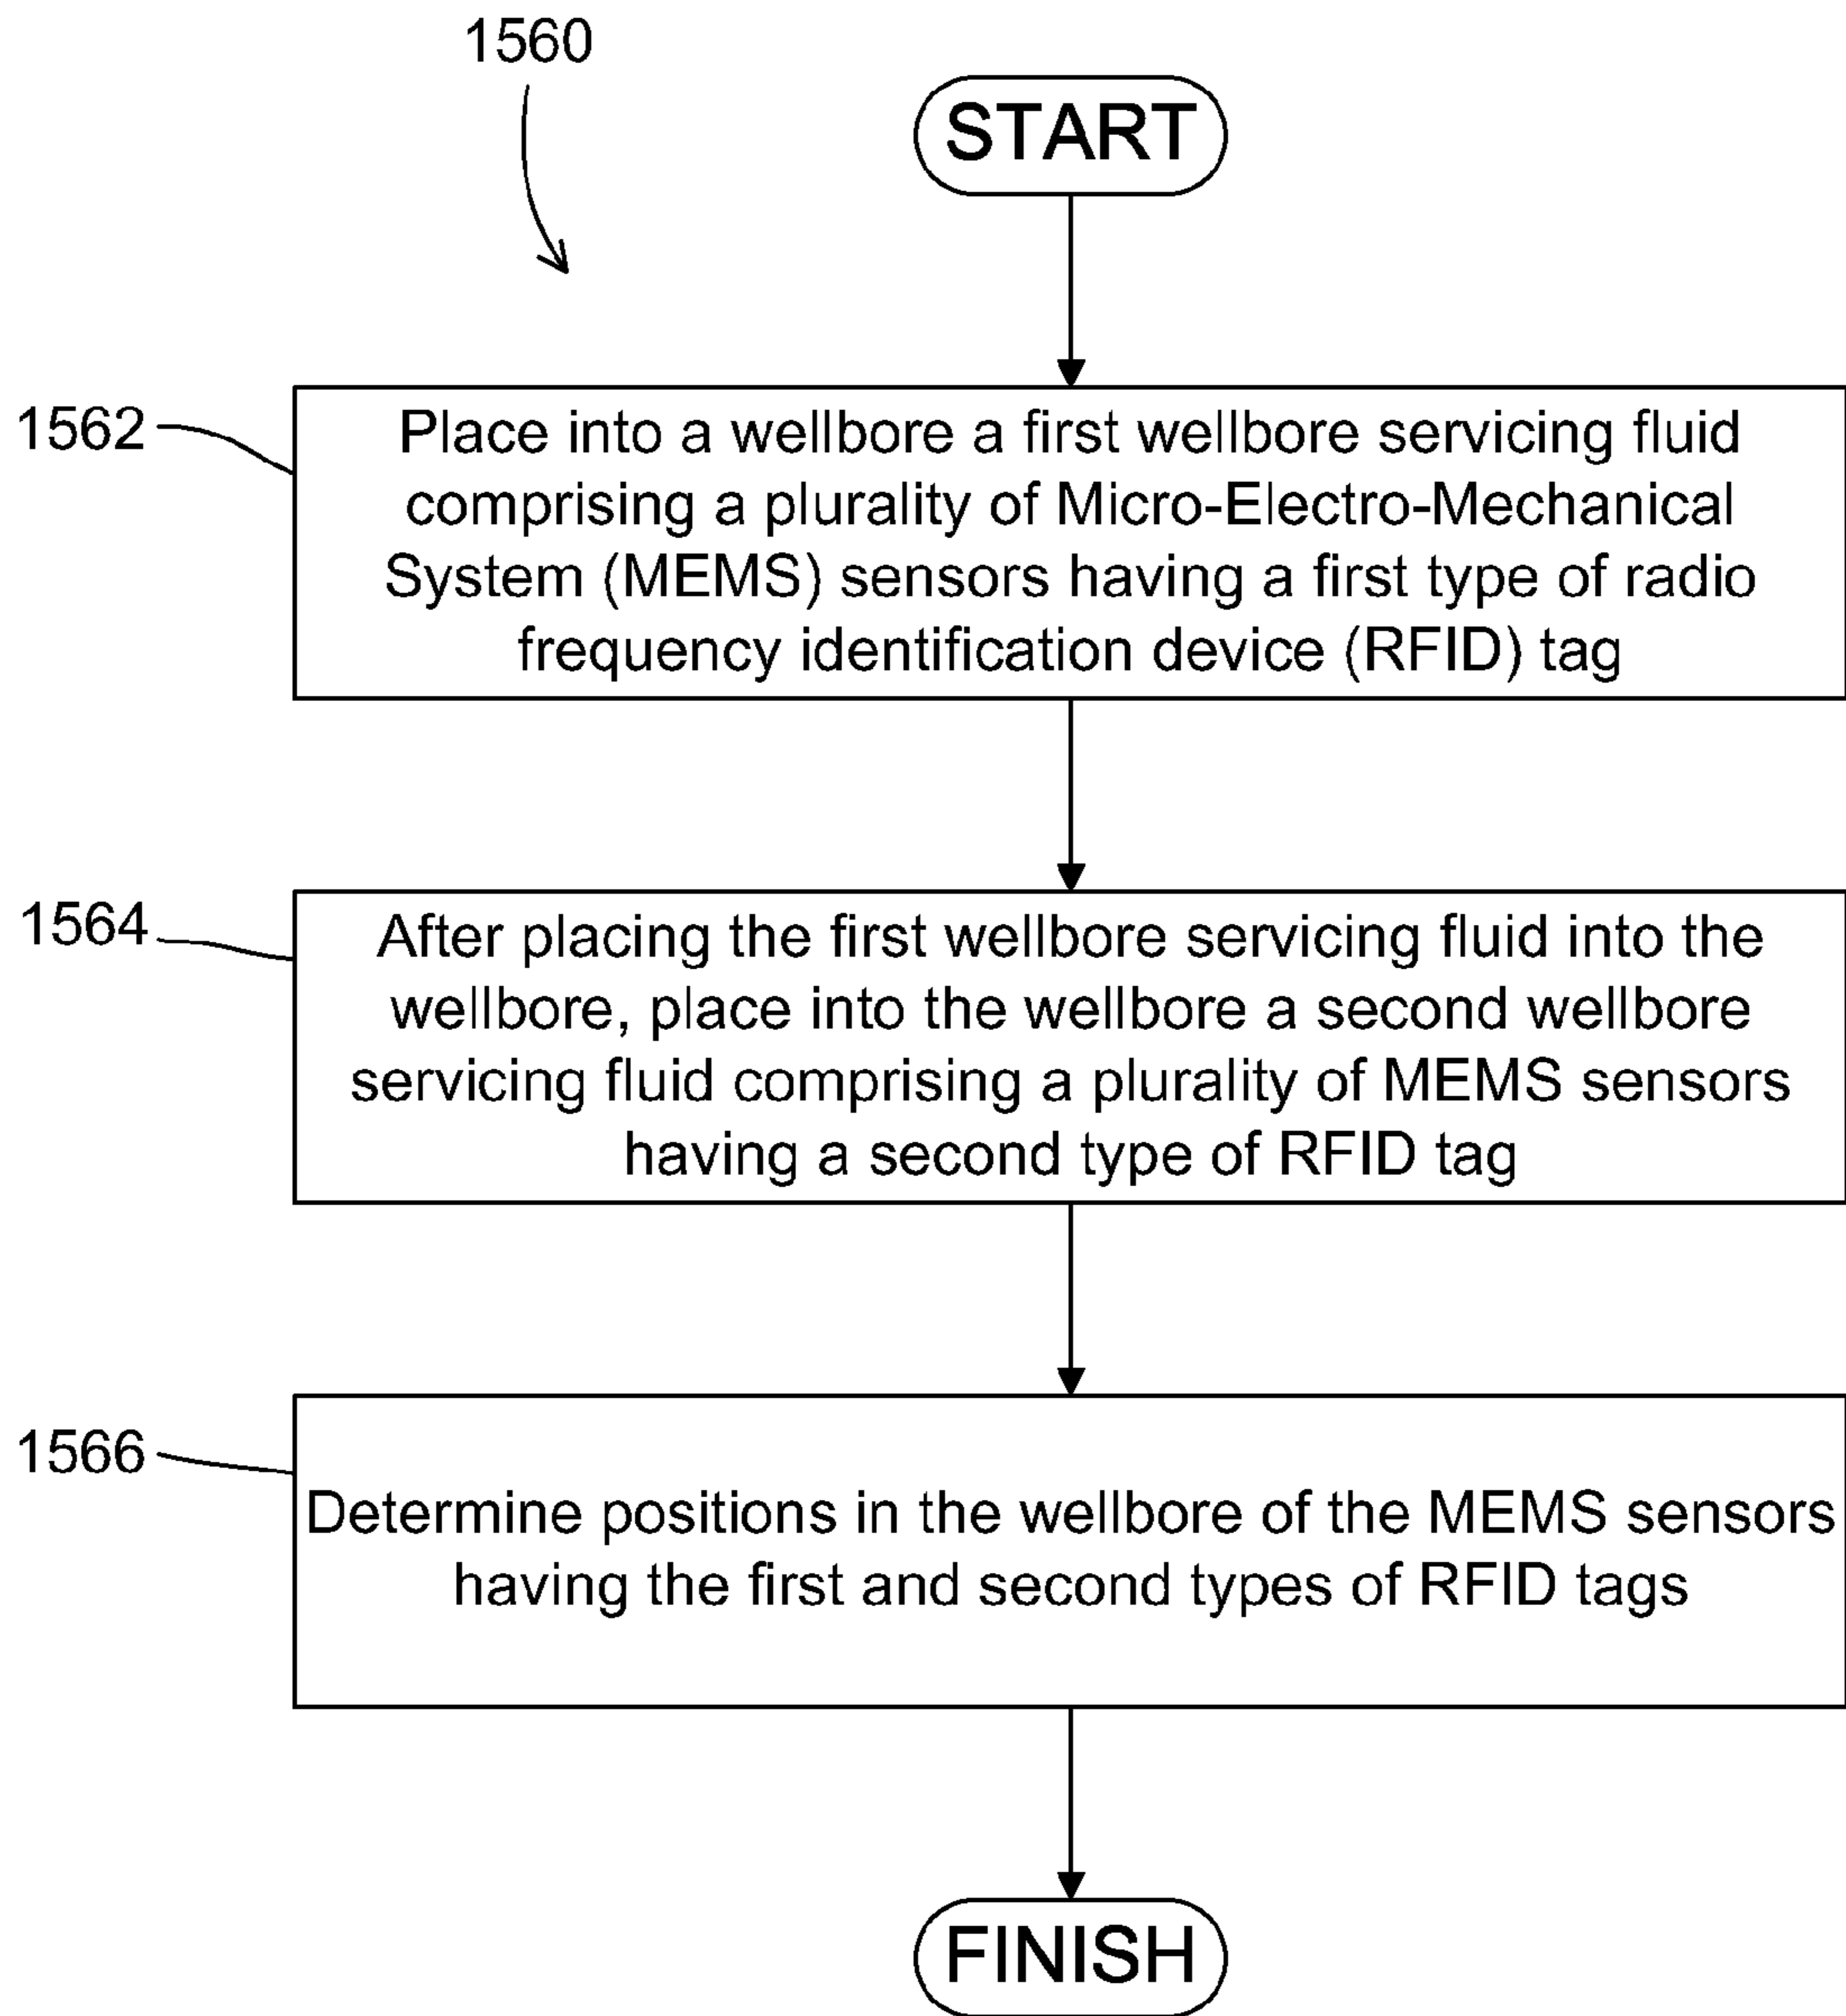 1560
START
1562
Place into a wellbore a first wellbore servicing fluid
comprising a plurality of Micro-Electro-Mechanical
System (MEMS) sensors having a first type of radio
frequency identification device (RFID) tag
1564
After placing the first wellbore servicing fluid into the
wellbore, place into the wellbore a second wellbore
servicing fluid comprising a plurality of MEMS sensors
having a second type of RFID tag
1566
Determine positions in the wellbore of the MEMS sensors
having the first and second types of RFID tags
FINISH